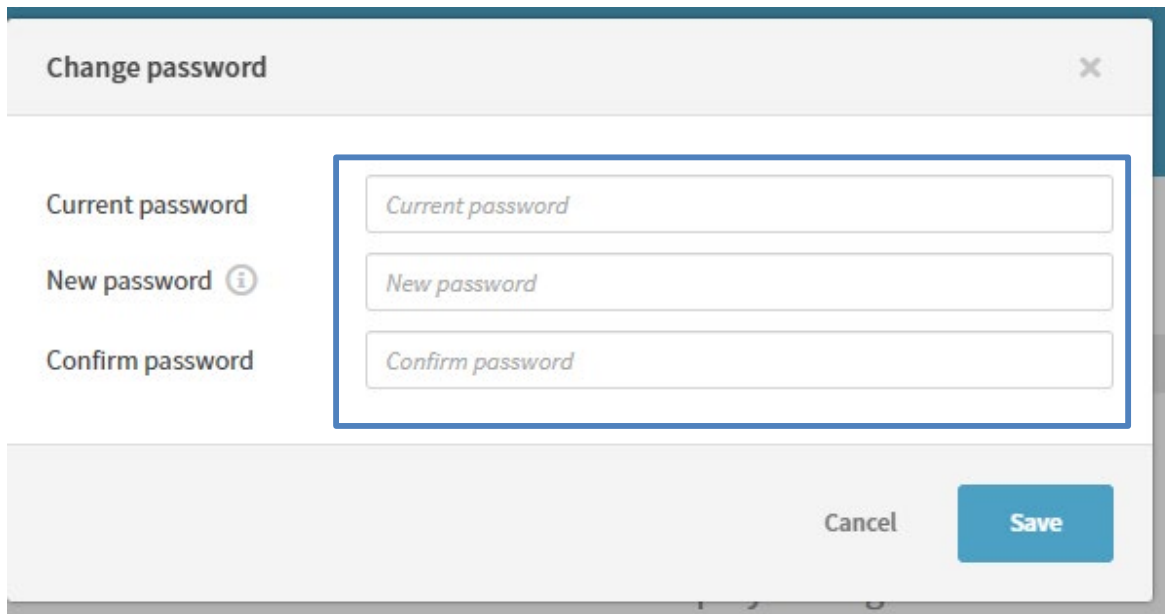 Change password ×
Current password Current password
New password New password
Confirm password Confirm password
Cancel Save